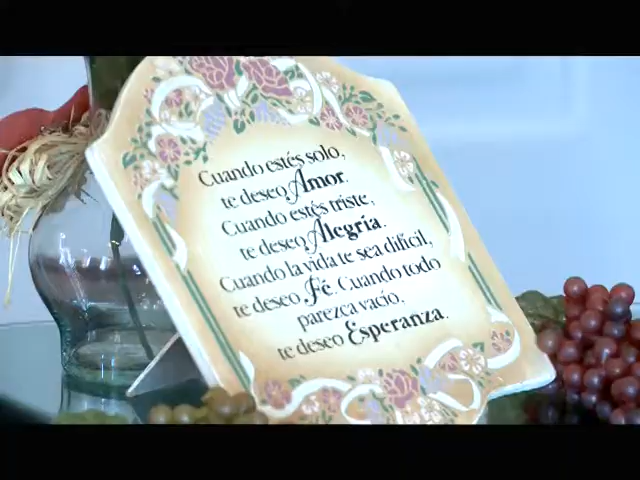 Cuando estés solo,
te deseo Amor.
Cuando estés triste,
te deseo Alegría.
Cuando la vida te sea difícil,
te deseo Fé. Cuando todo
parezca vacío,
te deseo Esperanza.